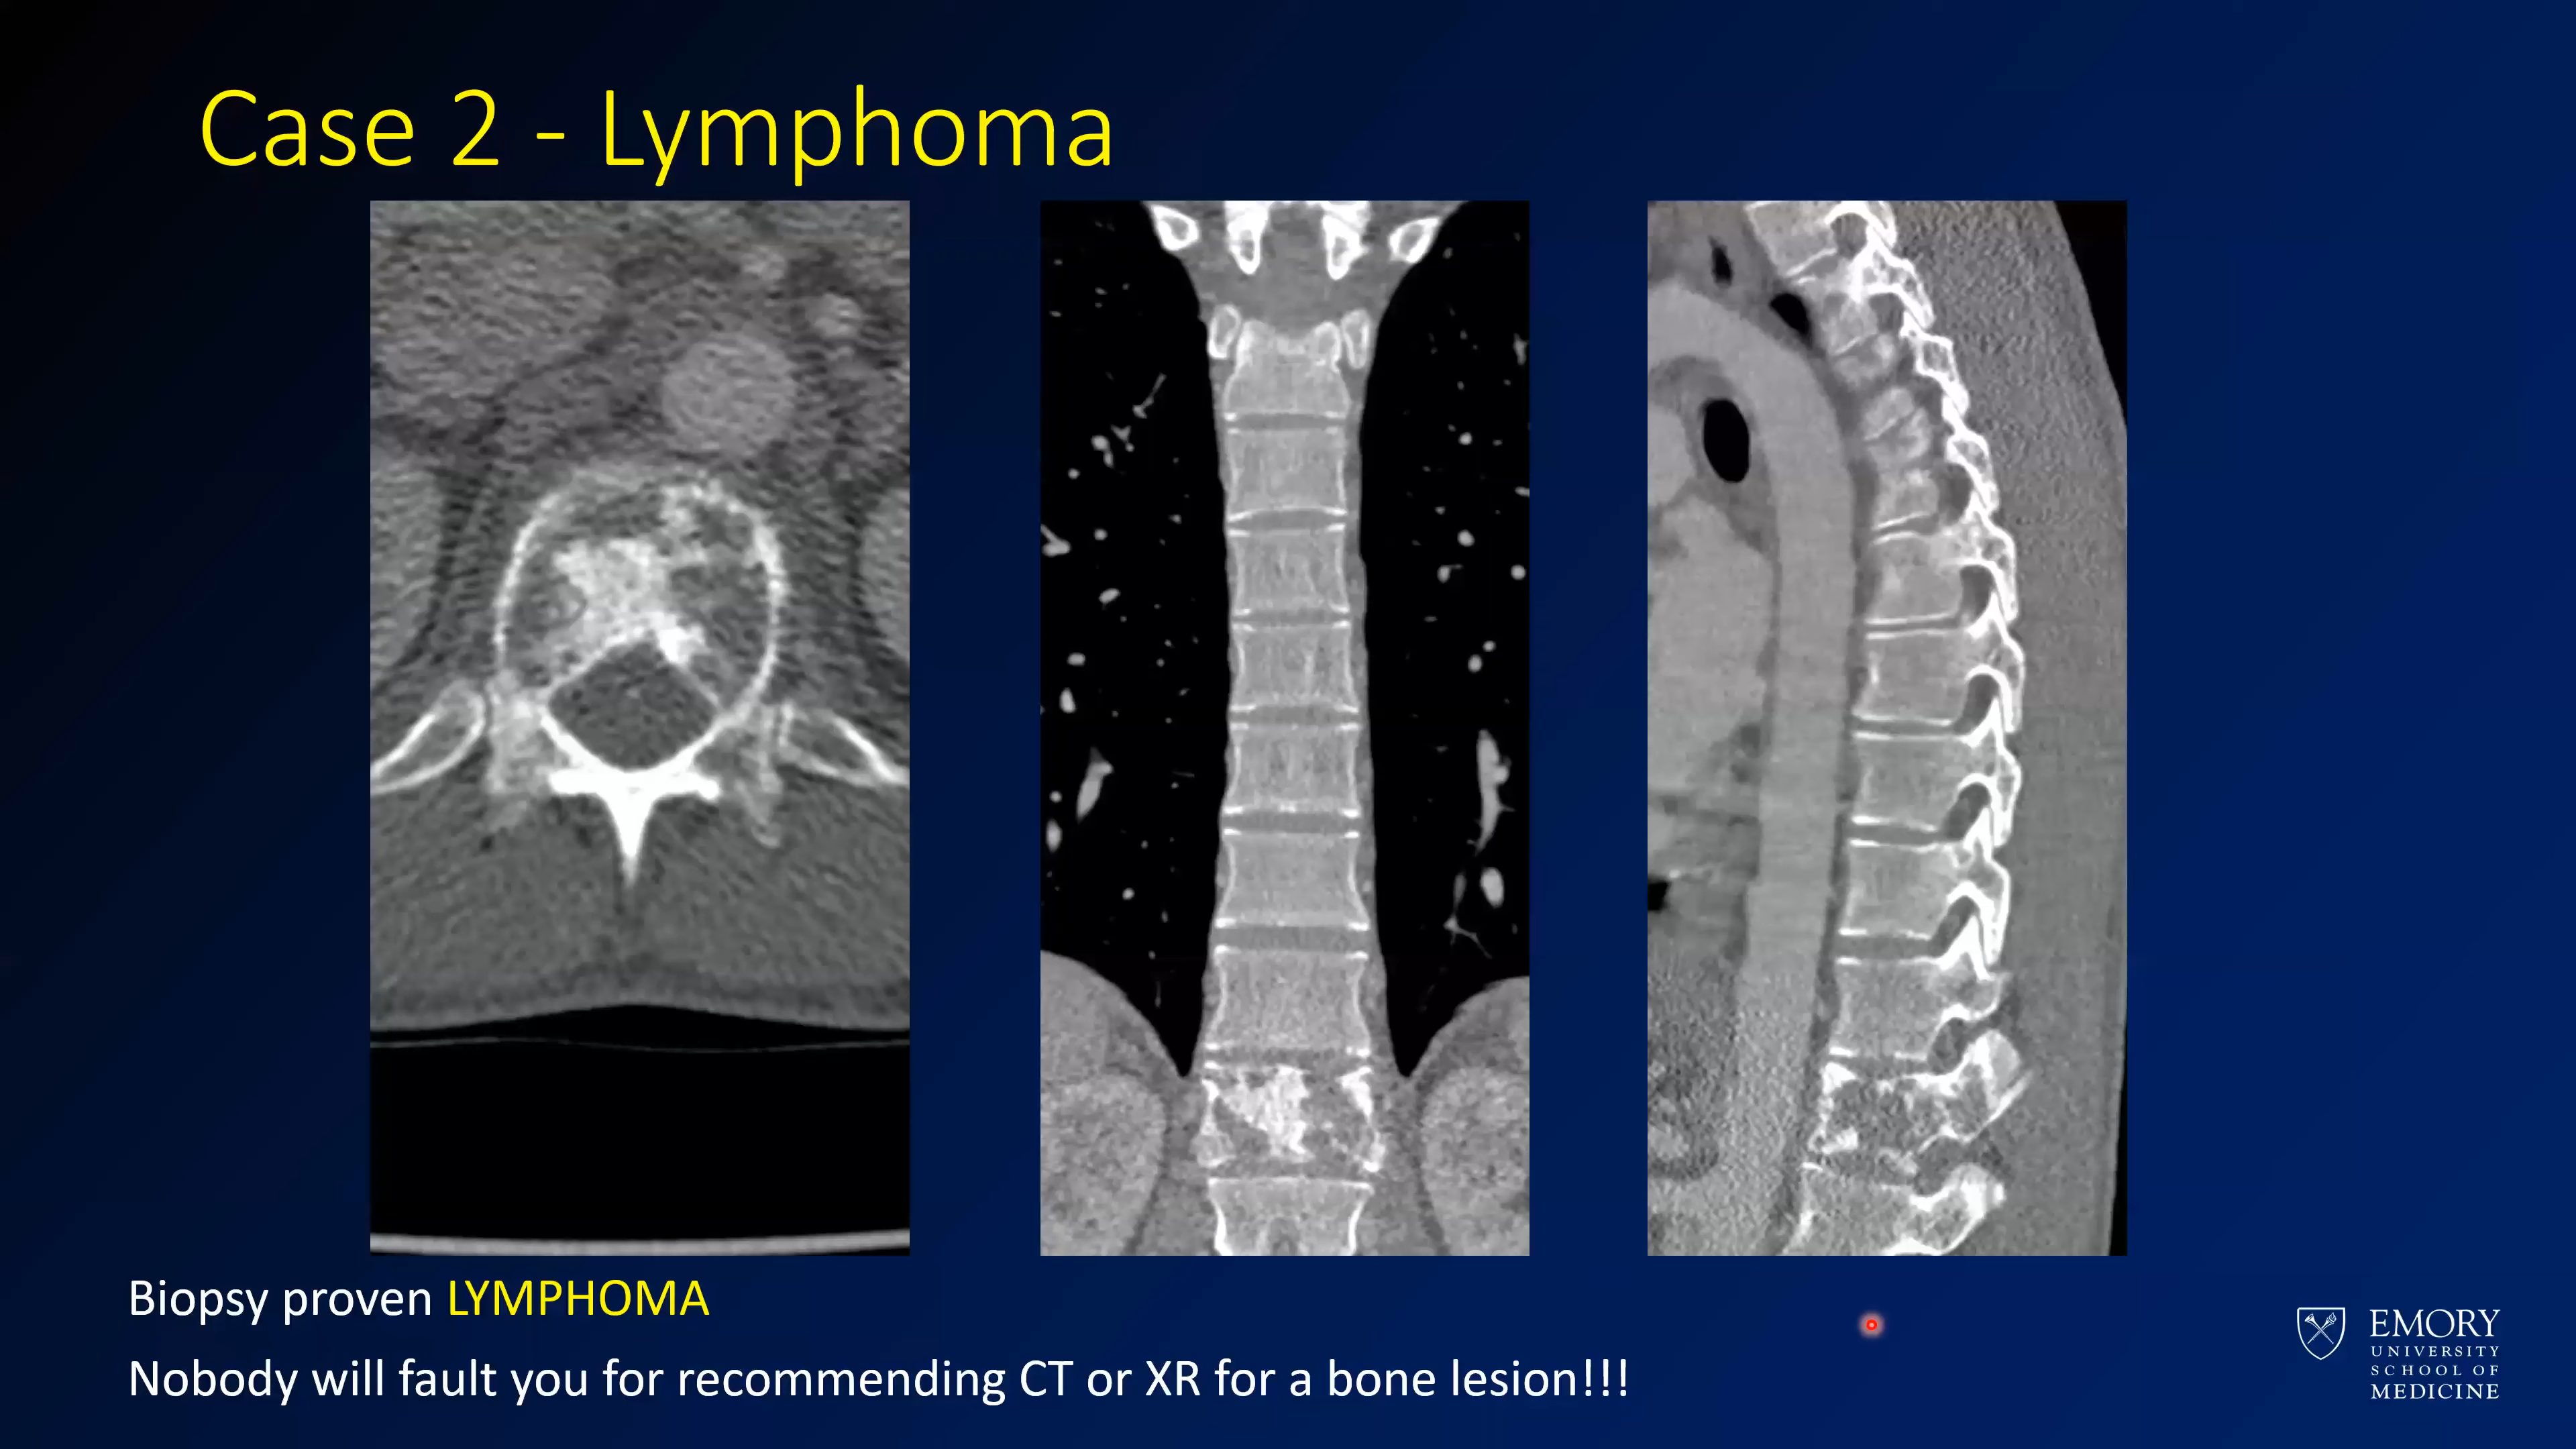 Case 2 - Lymphoma
Biopsy proven LYMPHOMA
Nobody will fault you for recommending CT or XR for a bone lesion!!!
EMORY
UNIVERSITY
SCHOOL OF
MEDICINE